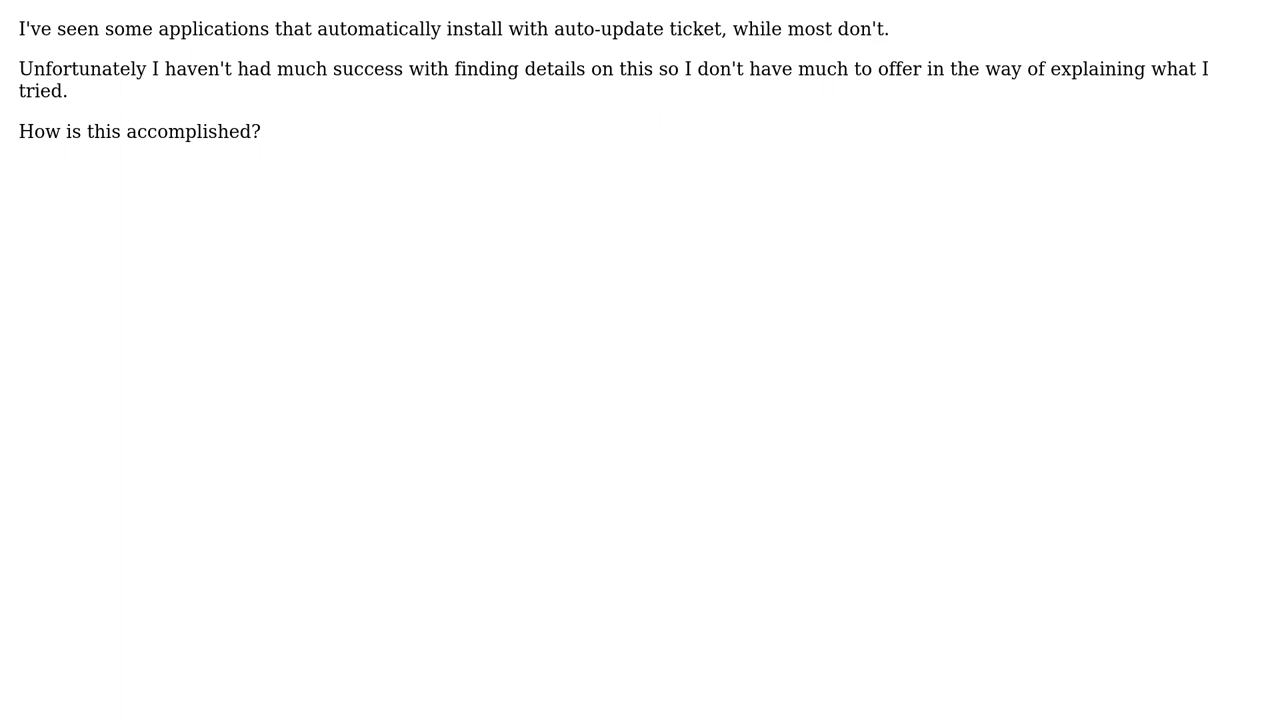 I've seen some applications that automatically install with auto-update ticket, while most don't.
Unfortunately I haven't had much success with finding details on this so I don't have much to offer in the way of explaining what I
tried.
How is this accomplished?